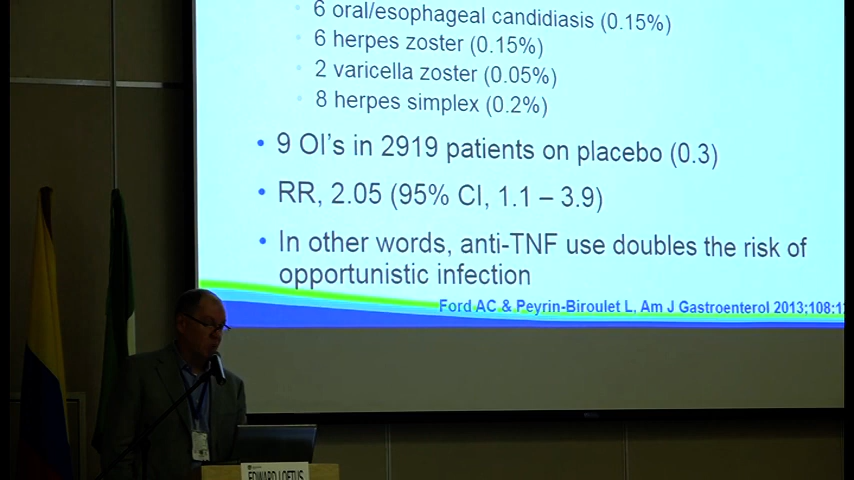 6 oral/esophageal candidiasis (0.15%)
6 herpes zoster (0.15%)
2 varicella zoster (0.05%)
8 herpes simplex (0.2%)
• 9 OI's in 2919 patients on placebo (0.3)
• RR, 2.05 (95% CI, 1.1 – 3.9)
• In other words, anti-TNF use doubles the risk of
opportunistic infection
Ford AC & Peyrin-Biroulet L, Am J Gastroenterol 2013;108:1
EDWARD LOFTUS